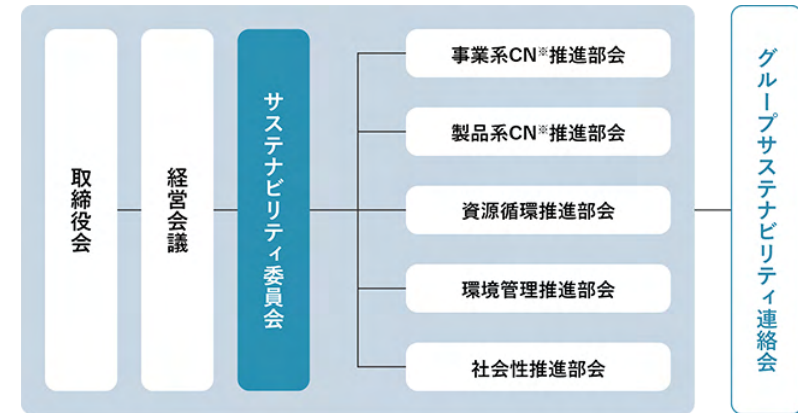 取締役会
経営会議
サステナビリティ委員会
事業系CN※推進部会
製品系CN※推進部会
資源循環推進部会
環境管理推進部会
社会性推進部会
グループサステナビリティ連絡会